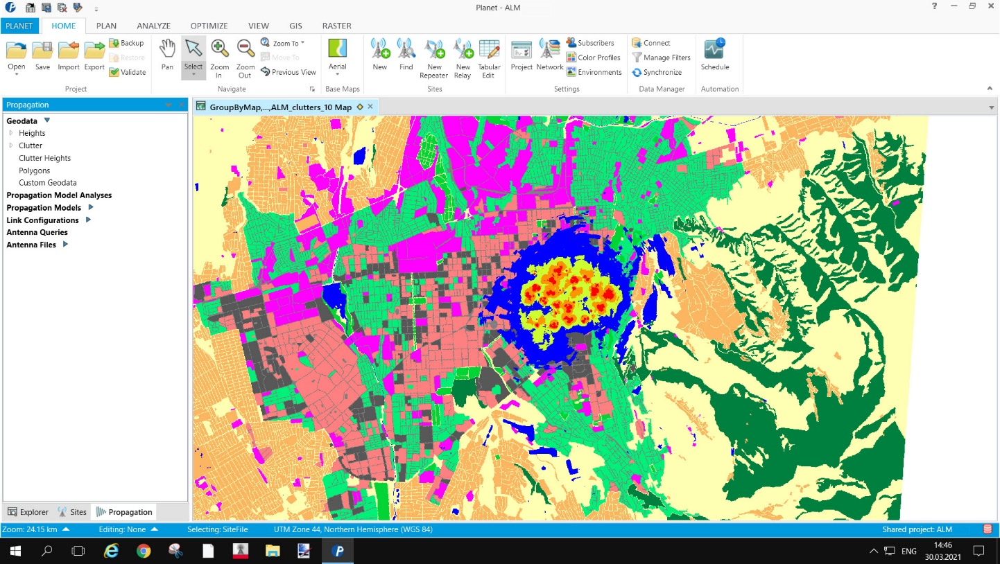 Planet - ALM
PLANET HOME PLAN ANALYZE OPTIMIZE VIEW GIS RASTER
Open
Save
Import
Export
Backup
Restore
Validate
Project
Pan
Select
Zoom In
Zoom Out
Zoom To
Move To
Previous View
Navigate
Aerial
Base Maps
New
Find
New Repeater
New Relay
Tabular Edit
Sites
Project
Network
Subscribers
Color Profiles
Environments
Settings
Connect
Manage Filters
Synchronize
Data Manager
Schedule
Automation
Propagation
Geodata
Heights
Clutter
Clutter Heights
Polygons
Custom Geodata
Propagation Model Analyses
Propagation Models
Link Configurations
Antenna Queries
Antenna Files
GroupByMap,...,ALM_clutters_10 Map
Explorer Sites Propagation
Zoom: 24.15 km Editing: None Selecting: SiteFile UTM Zone 44, Northern Hemisphere (WGS 84) Shared project: ALM
ENG
14:46
30.03.2021